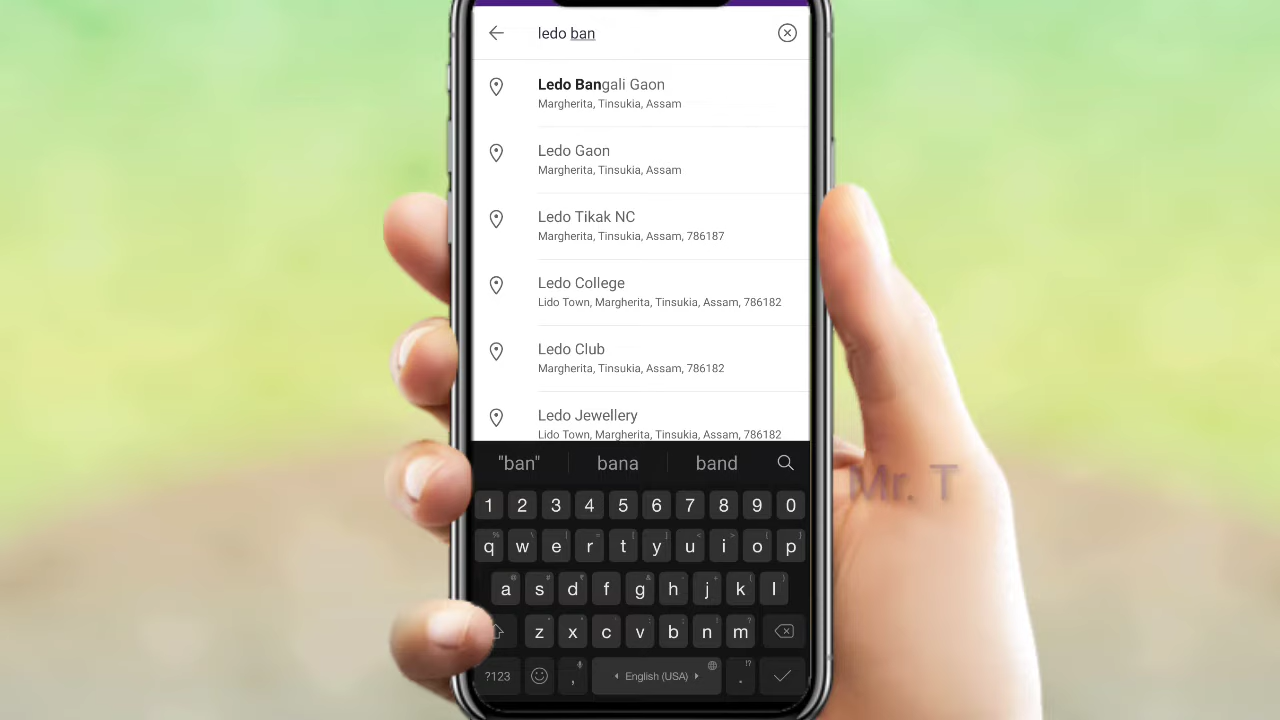 ledo ban
Ledo Bangali Gaon
Margherita, Tinsukia, Assam
Ledo Gaon
Margherita, Tinsukia, Assam
Ledo Tikak NC
Margherita, Tinsukia, Assam, 786187
Ledo College
Lido Town, Margherita, Tinsukia, Assam, 786182
Ledo Club
Margherita, Tinsukia, Assam, 786182
Ledo Jewellery
Lido Town, Margherita, Tinsukia, Assam, 786182
"ban" bana band
1 2 3 4 5 6 7 8 9 0
q w e r t y u i o p
a s d f g h j k l
z x c v b n m
?123 , English (USA) . !?
Mr. T